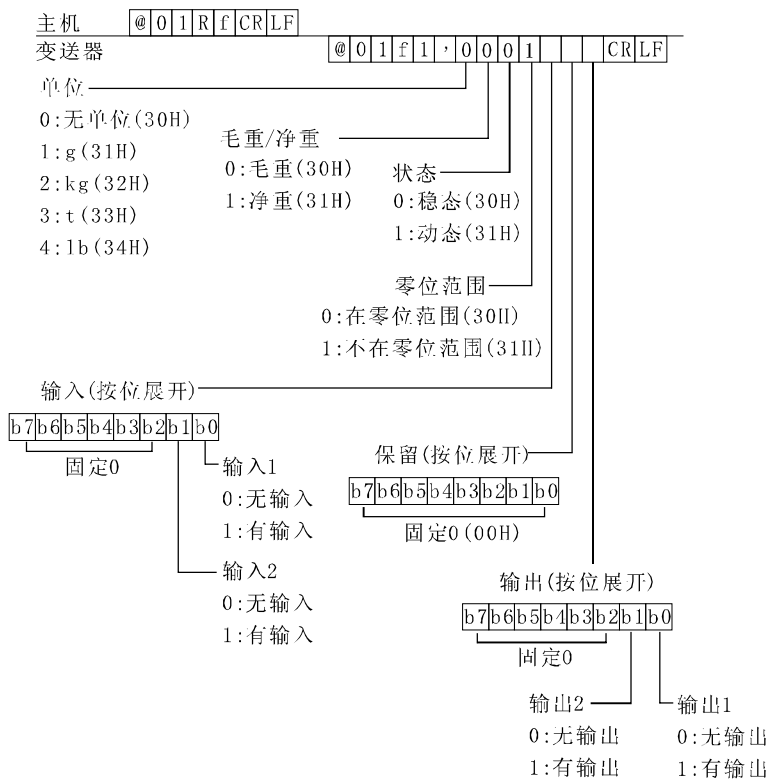 主机 @01RfCRLF
变送器 @01f1,0001 CRLF
单位
0:无单位(30H)
1:g(31H)
2:kg(32H)
3:t(33H)
4:lb(34H)
毛重/净重
0:毛重(30H)
1:净重(31H)
状态
0:稳态(30H)
1:动态(31H)
零位范围
0:在零位范围(30H)
1:不在零位范围(31H)
输入(按位展开)
b7b6b5b4b3b2b1b0
固定0
输入1
0:无输入
1:有输入
输入2
0:无输入
1:有输入
保留(按位展开)
b7b6b5b4b3b2b1b0
固定0(00H)
输出(按位展开)
b7b6b5b4b3b2b1b0
固定0
输出2
0:无输出
1:有输出
输出1
0:无输出
1:有输出